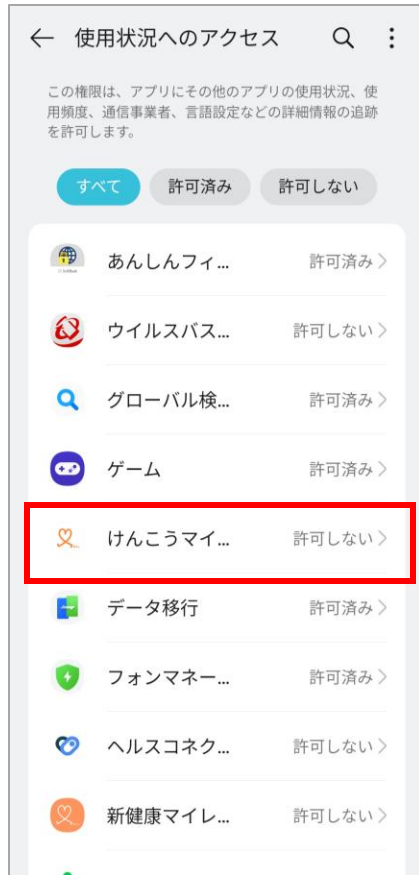 使用状況へのアクセス
この権限は、アプリにその他のアプリの使用状況、使
用頻度、通信事業者、言語設定などの詳細情報の追跡
を許可します。
すべて 許可済み 許可しない
あんしんフィ... 許可済み
ウイルスバス... 許可しない
グローバル検... 許可済み
ゲーム 許可済み
けんこうマイ... 許可しない
データ移行 許可済み
フォンマネー... 許可済み
ヘルスコネク... 許可しない
新健康マイレ... 許可しない